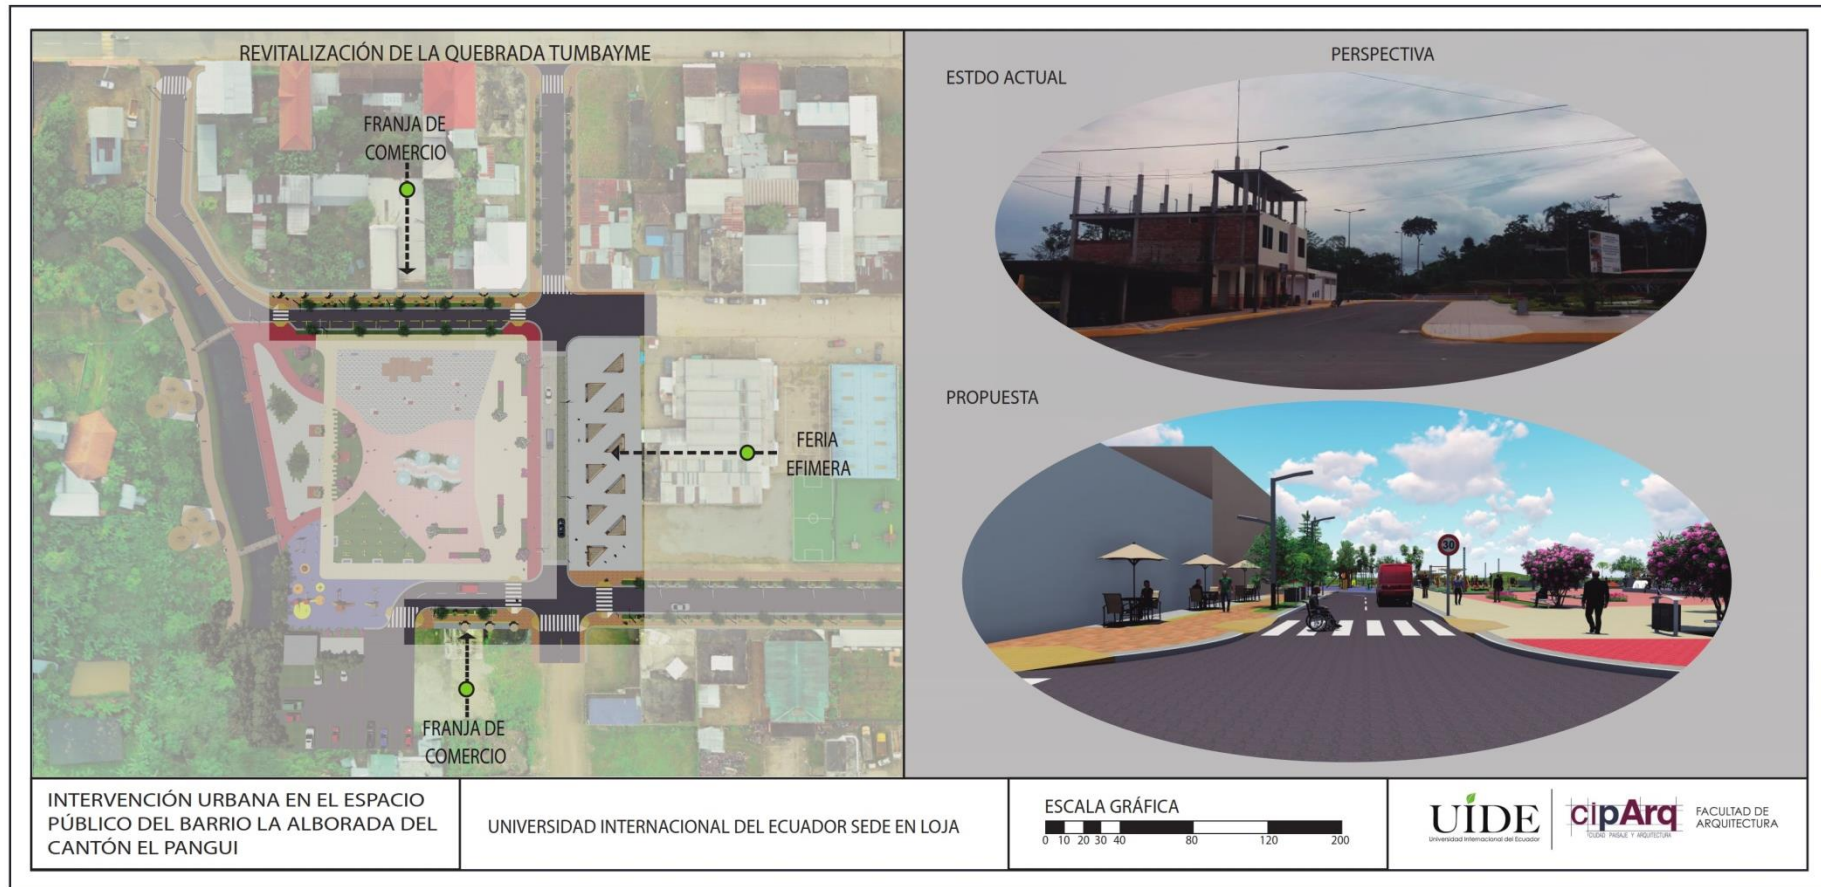 REVITALIZACIÓN DE LA QUEBRADA TUMBAYME
FRANJA DE
COMERCIO
FERIA
EFIMERA
FRANJA DE
COMERCIO
PERSPECTIVA
ESTDO ACTUAL
PROPUESTA
30
INTERVENCIÓN URBANA EN EL ESPACIO
PÚBLICO DEL BARRIO LA ALBORADA DEL
CANTÓN EL PANGUI
UNIVERSIDAD INTERNACIONAL DEL ECUADOR SEDE EN LOJA
ESCALA GRÁFICA
0 10 20 30 40 80 120 200
UIDE
Universidad Internacional del Ecuador
cipArq
CIUDAD PAISAJE Y ARQUITECTURA
FACULTAD DE
ARQUITECTURA